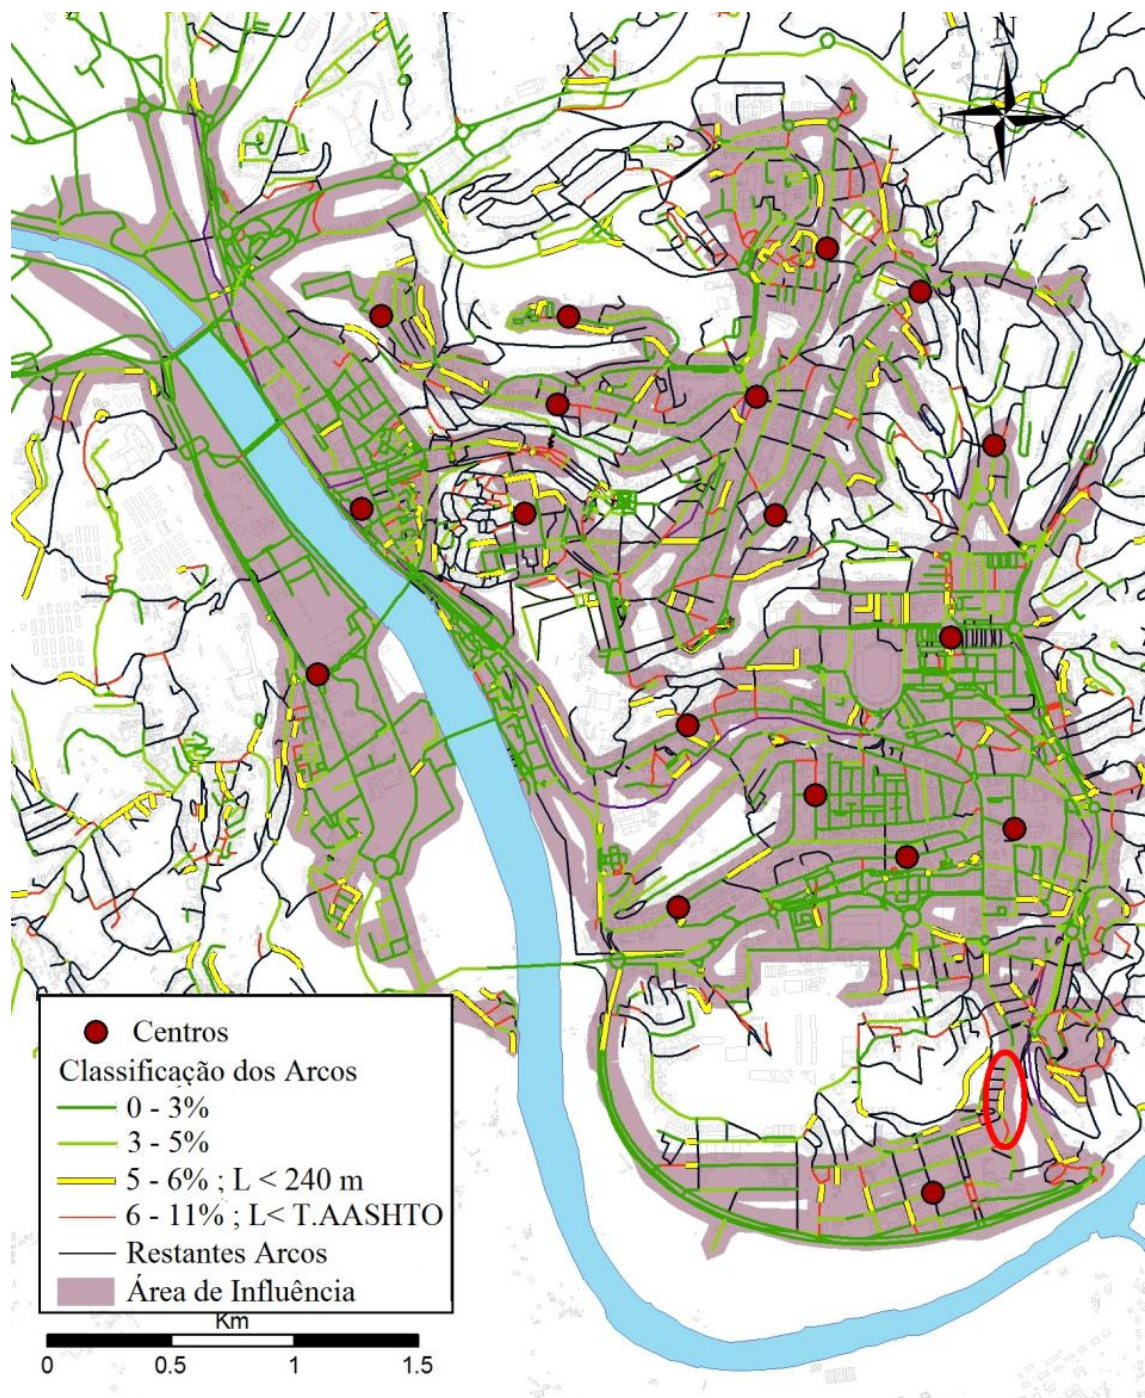 N
Centros
Classificação dos Arcos
0 - 3%
3 - 5%
5 - 6% ; L < 240 m
6 - 11% ; L< T.AASHTO
Restantes Arcos
Área de Influência
Km
0 0.5 1 1.5